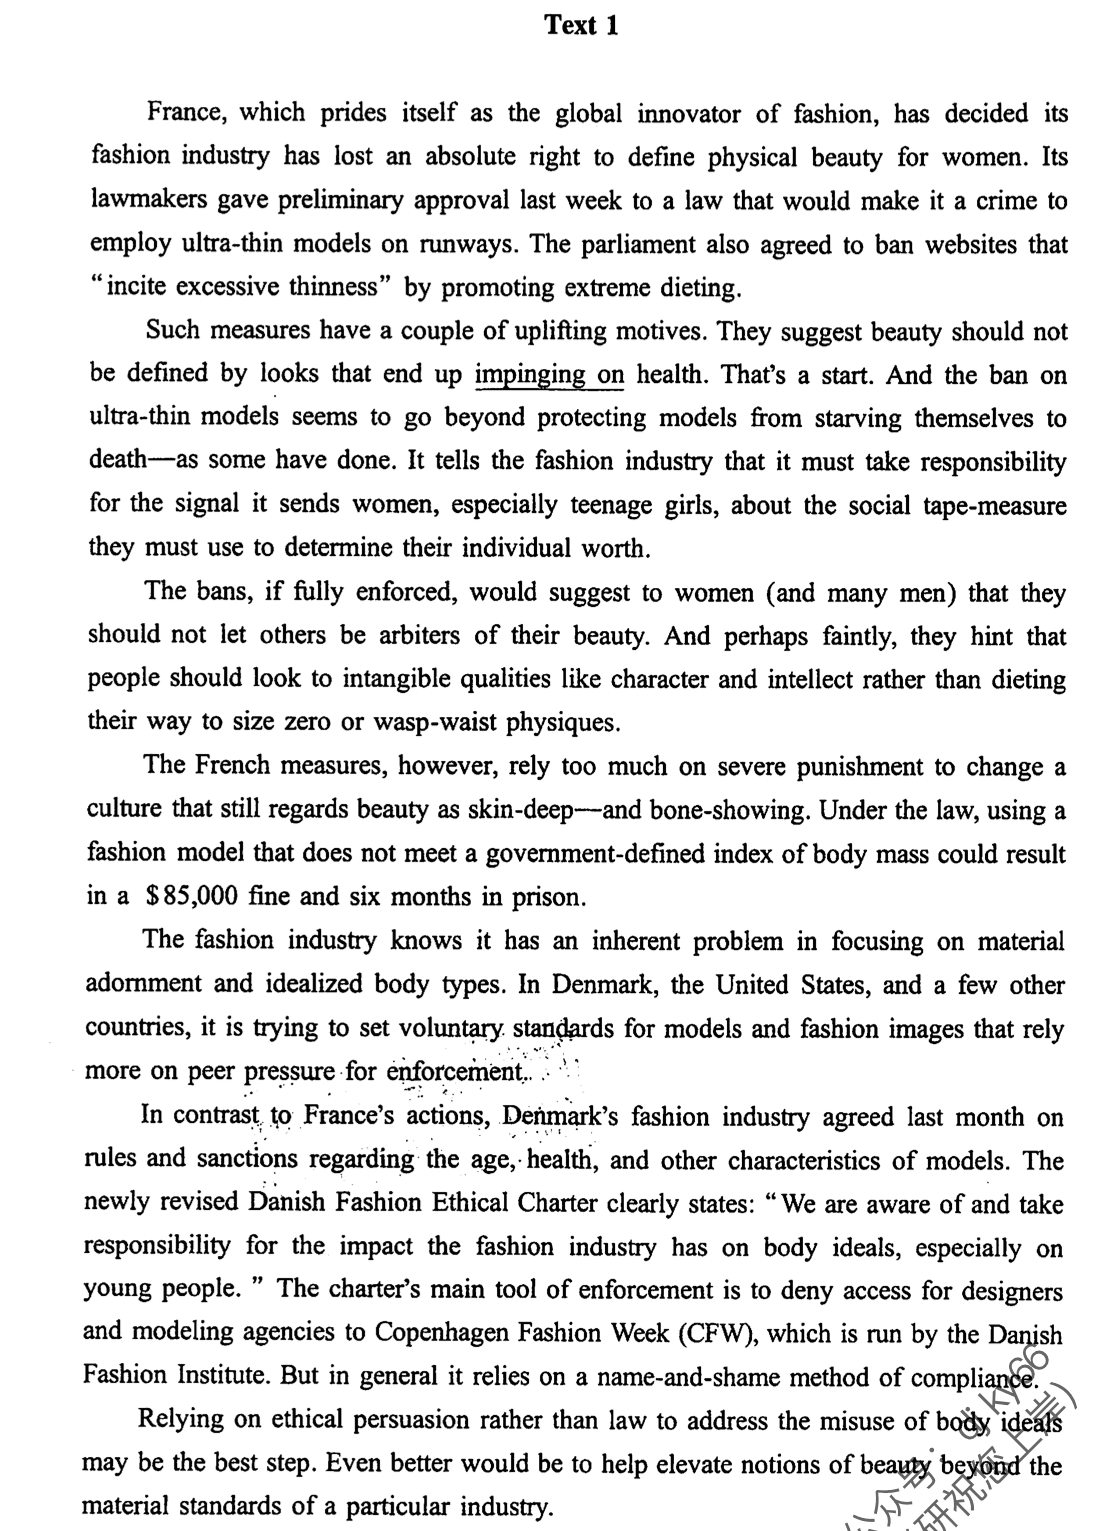 Text 1
France, which prides itself as the global innovator of fashion, has decided its
fashion industry has lost an absolute right to define physical beauty for women. Its
lawmakers gave preliminary approval last week to a law that would make it a crime to
employ ultra-thin models on runways. The parliament also agreed to ban websites that
“incite excessive thinness” by promoting extreme dieting.
Such measures have a couple of uplifting motives. They suggest beauty should not
be defined by looks that end up impinging on health. That’s a start. And the ban on
ultra-thin models seems to go beyond protecting models from starving themselves to
death—as some have done. It tells the fashion industry that it must take responsibility
for the signal it sends women, especially teenage girls, about the social tape-measure
they must use to determine their individual worth.
The bans, if fully enforced, would suggest to women (and many men) that they
should not let others be arbiters of their beauty. And perhaps faintly, they hint that
people should look to intangible qualities like character and intellect rather than dieting
their way to size zero or wasp-waist physiques.
The French measures, however, rely too much on severe punishment to change a
culture that still regards beauty as skin-deep—and bone-showing. Under the law, using a
fashion model that does not meet a government-defined index of body mass could result
in a $85,000 fine and six months in prison.
The fashion industry knows it has an inherent problem in focusing on material
adornment and idealized body types. In Denmark, the United States, and a few other
countries, it is trying to set voluntary standards for models and fashion images that rely
more on peer pressure for enforcement.
In contrast to France’s actions, Denmark’s fashion industry agreed last month on
rules and sanctions regarding the age, health, and other characteristics of models. The
newly revised Danish Fashion Ethical Charter clearly states: “We are aware of and take
responsibility for the impact the fashion industry has on body ideals, especially on
young people. ” The charter’s main tool of enforcement is to deny access for designers
and modeling agencies to Copenhagen Fashion Week (CFW), which is run by the Danish
Fashion Institute. But in general it relies on a name-and-shame method of compliance.
Relying on ethical persuasion rather than law to address the misuse of body ideals
may be the best step. Even better would be to help elevate notions of beauty beyond the
material standards of a particular industry.
公众号: djky66
研祝您上岸)